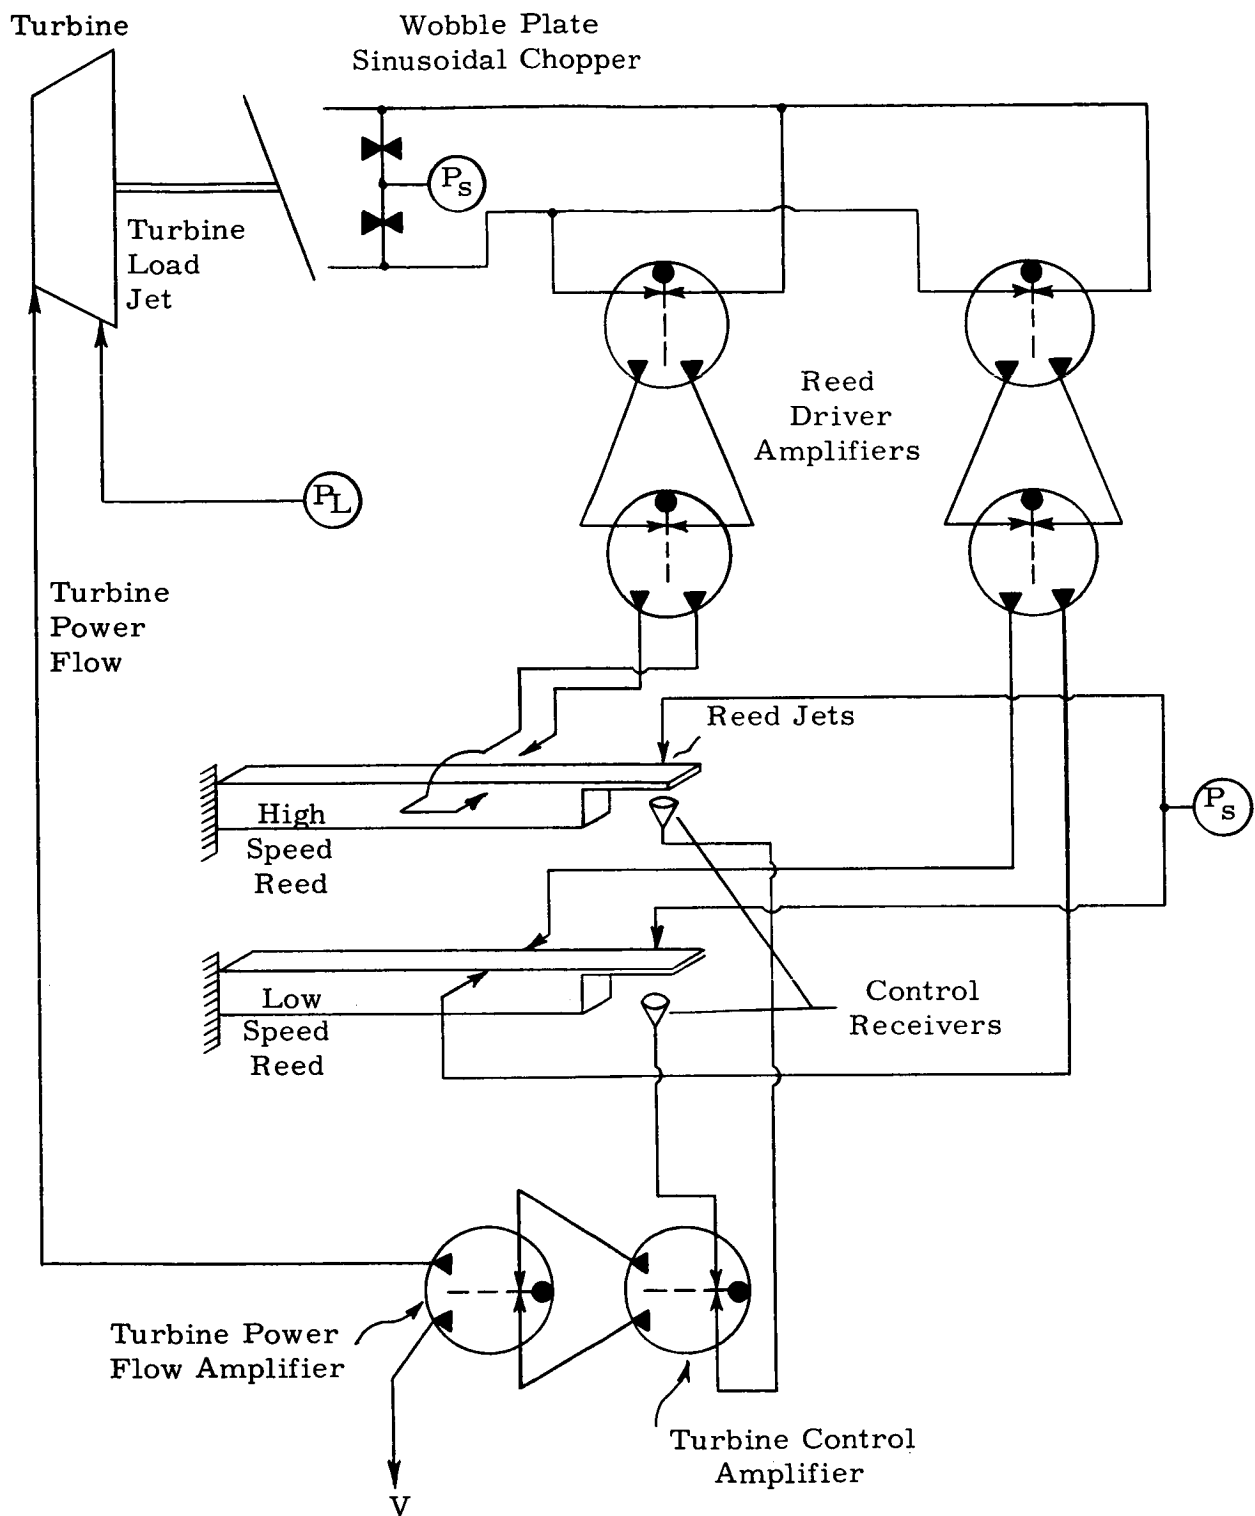 Turbine
Wobble Plate
Sinusoidal Chopper
Ps
Turbine
Load
Jet
Reed
Driver
Amplifiers
PL
Turbine
Power
Flow
Reed Jets
Ps
High
Speed
Reed
Low
Speed
Reed
Control
Receivers
Turbine Power
Flow Amplifier
Turbine Control
Amplifier
V